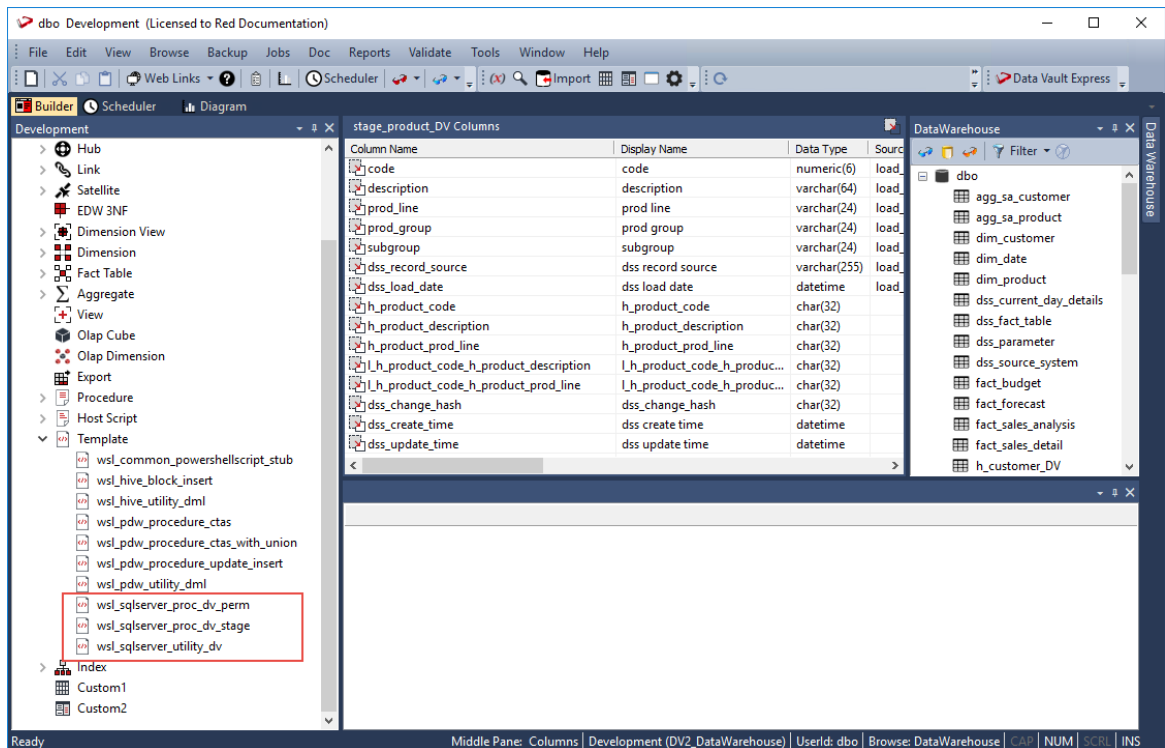 dbo Development (Licensed to Red Documentation)
File Edit View Browse Backup Jobs Doc Reports Validate Tools Window Help
Web Links Scheduler (x) Import Data Vault Express
Builder Scheduler Diagram
Development
Hub
Link
Satellite
EDW 3NF
Dimension View
Dimension
Fact Table
Aggregate
View
Olap Cube
Olap Dimension
Export
Procedure
Host Script
Template
wsl_common_powershellscript_stub
wsl_hive_block_insert
wsl_hive_utility_dml
wsl_pdw_procedure_ctas
wsl_pdw_procedure_ctas_with_union
wsl_pdw_procedure_update_insert
wsl_pdw_utility_dml
wsl_sqlserver_proc_dv_perm
wsl_sqlserver_proc_dv_stage
wsl_sqlserver_utility_dv
Index
Custom1
Custom2
stage_product_DV Columns
Column Name Display Name Data Type Sourc
code code numeric(6) load_
description description varchar(64) load_
prod_line prod line varchar(24) load_
prod_group prod group varchar(24) load_
subgroup subgroup varchar(24) load_
dss_record_source dss record source varchar(255) load_
dss_load_date dss load date datetime load_
h_product_code h_product_code char(32)
h_product_description h_product_description char(32)
h_product_prod_line h_product_prod_line char(32)
l_h_product_code_h_product_description l_h_product_code_h_produc... char(32)
l_h_product_code_h_product_prod_line l_h_product_code_h_produc... char(32)
dss_change_hash dss_change_hash char(32)
dss_create_time dss create time datetime
dss_update_time dss update time datetime
DataWarehouse
Filter
dbo
agg_sa_customer
agg_sa_product
dim_customer
dim_date
dim_product
dss_current_day_details
dss_fact_table
dss_parameter
dss_source_system
fact_budget
fact_forecast
fact_sales_analysis
fact_sales_detail
h_customer_DV
Data Warehouse
Ready Middle Pane: Columns Development (DV2_DataWarehouse) UserId: dbo Browse: DataWarehouse CAP NUM SCRL INS